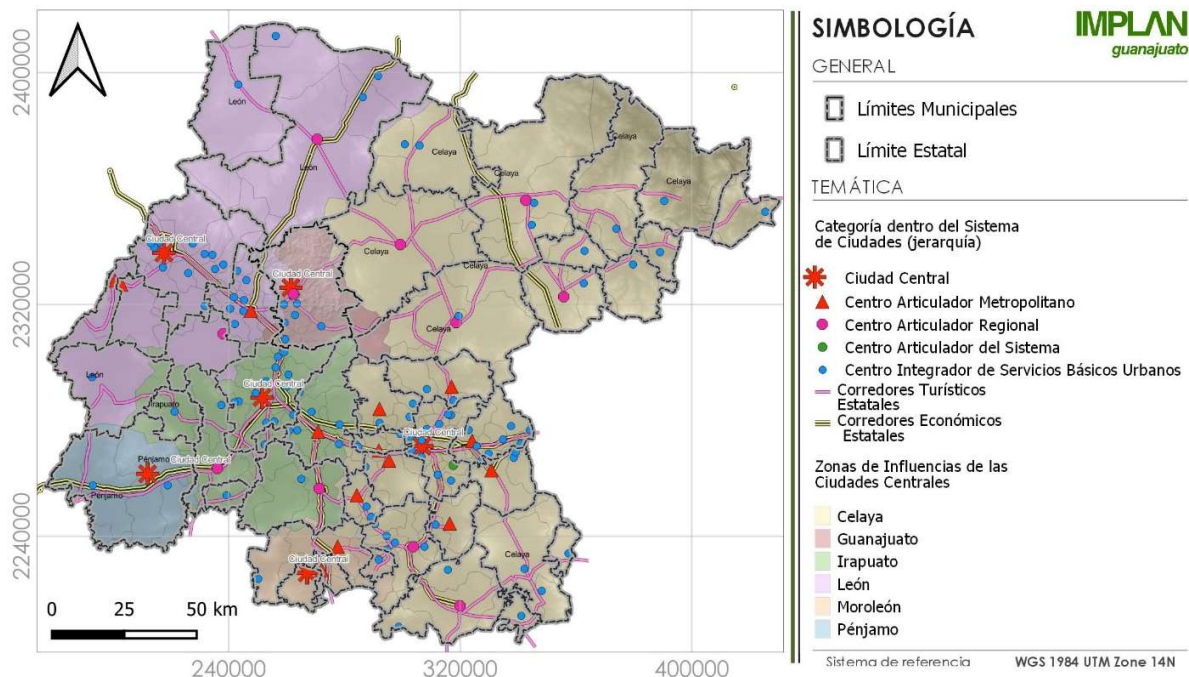 2400000
2320000
2240000
240000
320000
400000
0 25 50 km
León
León
Celaya
Celaya
Celaya
Celaya
Ciudad Central
Ciudad Central
Celaya
Celaya
Celaya
León
Irapuato
Ciudad Central
Pénjamo
Ciudad Central
Ciudad Central
Pénjamo
Ciudad Central
Celaya
SIMBOLOGÍA
IMPLAN
guanajuato
GENERAL
Límites Municipales
Límite Estatal
TEMÁTICA
Categoría dentro del Sistema
de Ciudades (jerarquía)
Ciudad Central
Centro Articulador Metropolitano
Centro Articulador Regional
Centro Articulador del Sistema
Centro Integrador de Servicios Básicos Urbanos
Corredores Turísticos
Estatales
Corredores Económicos
Estatales
Zonas de Influencias de las
Ciudades Centrales
Celaya
Guanajuato
Irapuato
León
Moroleón
Pénjamo
Sistema de referencia WGS 1984 UTM Zone 14N